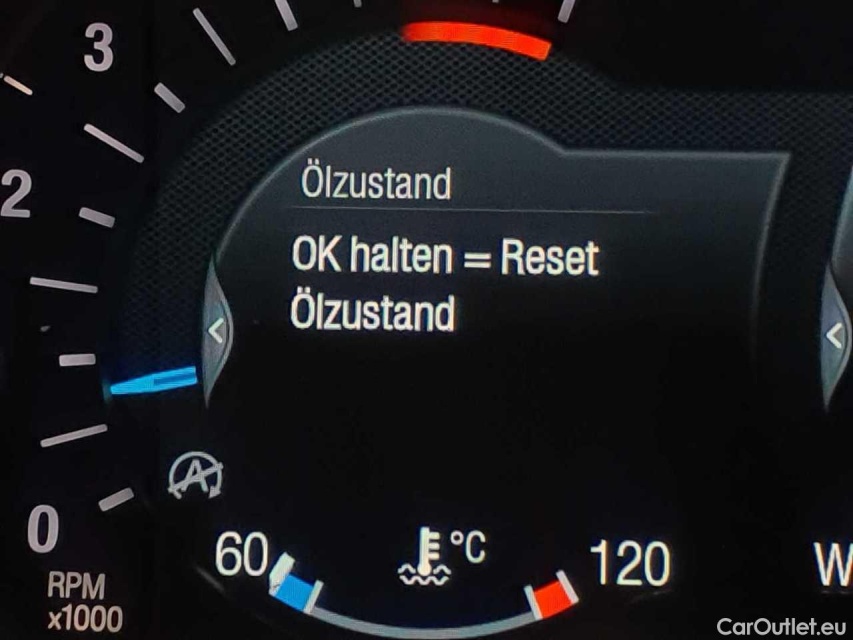 3
2
Ölzustand
OK halten = Reset
Ölzustand
0
RPM
x1000
60
°C
120
W
CarOutlet.eu